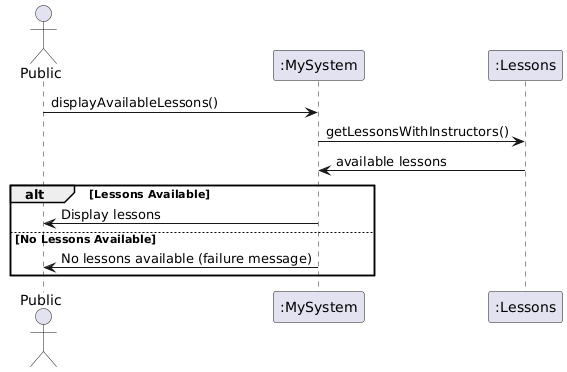 Public
:MySystem
:Lessons
displayAvailableLessons()
getLessonsWithInstructors()
available lessons
alt
[Lessons Available]
Display lessons
[No Lessons Available]
No lessons available (failure message)
Public
:MySystem
:Lessons